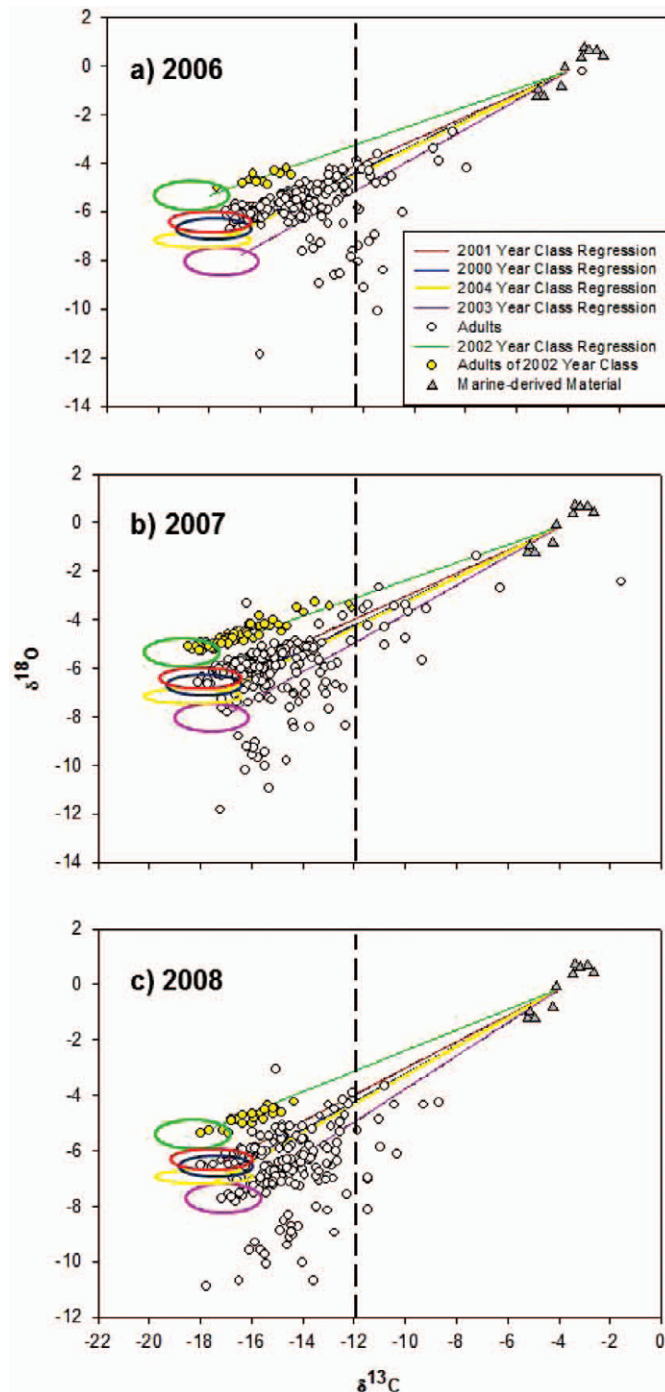 2
0
-2
-4
-6
-8
-10
-12
-14
a) 2006
2001 Year Class Regression
2000 Year Class Regression
2004 Year Class Regression
2003 Year Class Regression
Adults
2002 Year Class Regression
Adults of 2002 Year Class
Marine-derived Material
2
0
-2
-4
-6
-8
-10
-12
-14
b) 2007
δ18O
2
0
-2
-4
-6
-8
-10
-12
c) 2008
-22 -20 -18 -16 -14 -12 -10 -8 -6 -4 -2 0
δ13C